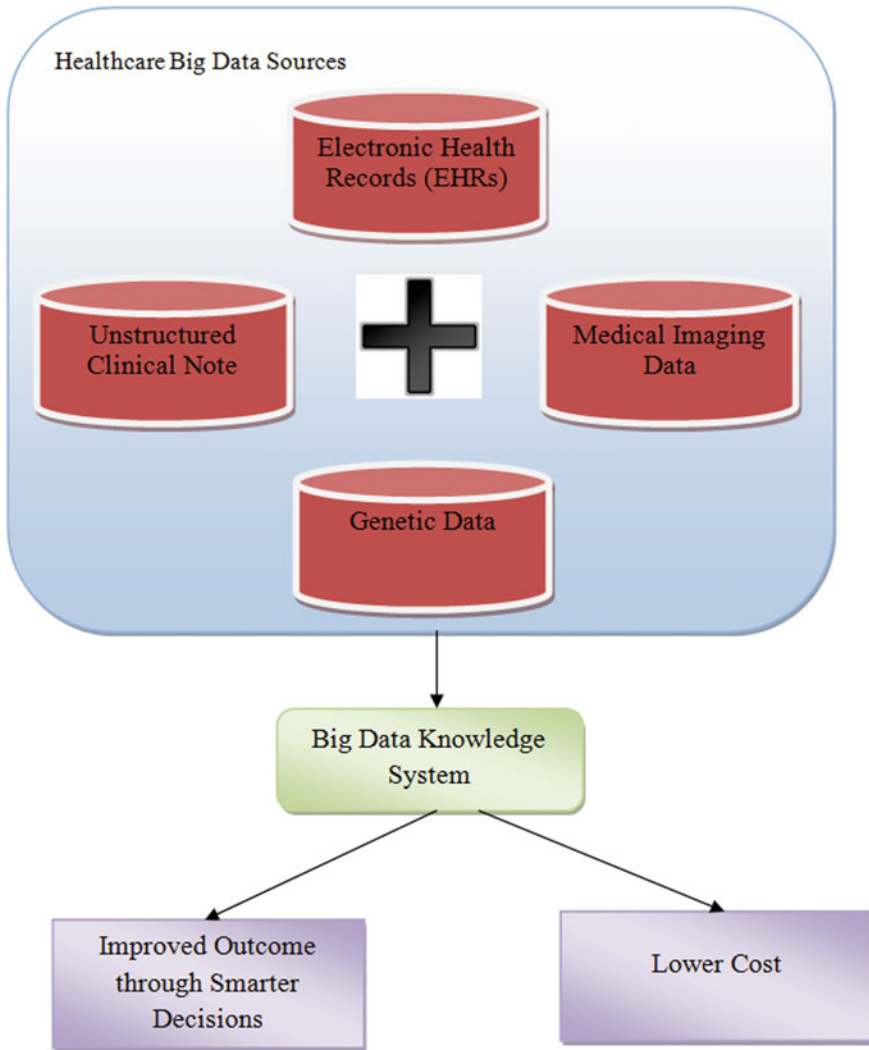 Healthcare Big Data Sources
Electronic Health
Records (EHRs)
Unstructured
Clinical Note
Medical Imaging
Data
Genetic Data
Big Data Knowledge
System
Improved Outcome
through Smarter
Decisions
Lower Cost